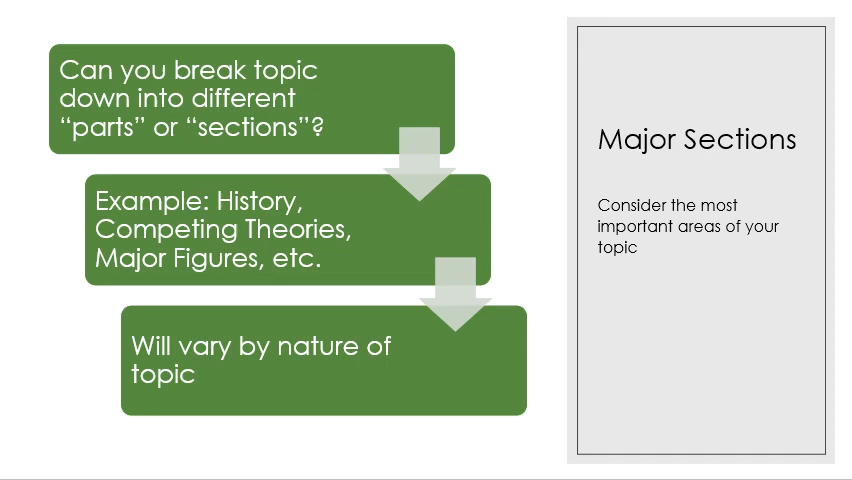 Can you break topic
down into different
“parts” or “sections”?
Example: History,
Competing Theories,
Major Figures, etc.
Will vary by nature of
topic
Major Sections
Consider the most
important areas of your
topic